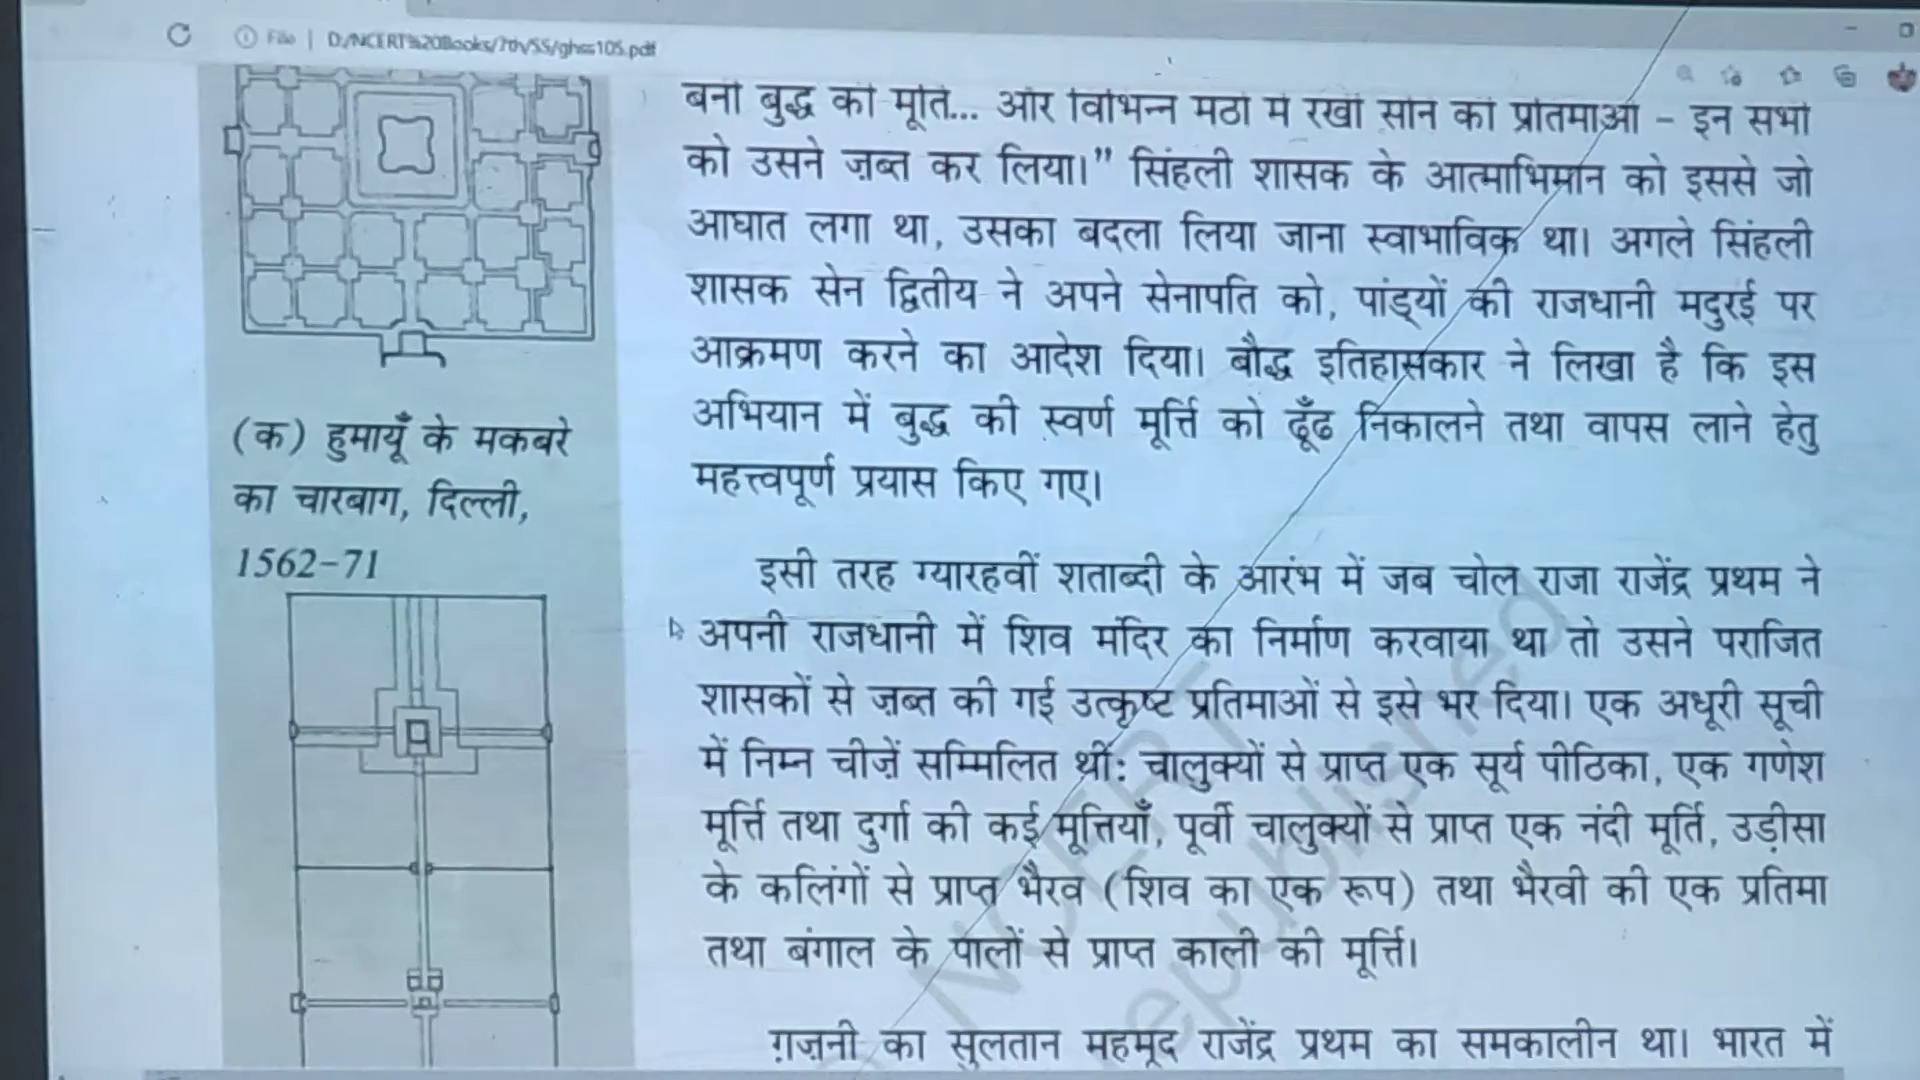 File | D:/NCERT%20Books/7th/SS/ghss105.pdf
बनी बुद्ध की मूर्ति... और विभिन्न मठों में रखी सोने की प्रतिमाओं – इन सभी
को उसने ज़ब्त कर लिया।” सिंहली शासक के आत्माभिमान को इससे जो
आघात लगा था, उसका बदला लिया जाना स्वाभाविक था। अगले सिंहली
शासक सेन द्वितीय ने अपने सेनापति को, पांड्यों की राजधानी मदुरई पर
आक्रमण करने का आदेश दिया। बौद्ध इतिहासकार ने लिखा है कि इस
अभियान में बुद्ध की स्वर्ण मूर्त्ति को ढूँढ निकालने तथा वापस लाने हेतु
महत्त्वपूर्ण प्रयास किए गए।
इसी तरह ग्यारहवीं शताब्दी के आरंभ में जब चोल राजा राजेंद्र प्रथम ने
अपनी राजधानी में शिव मंदिर का निर्माण करवाया था तो उसने पराजित
शासकों से ज़ब्त की गई उत्कृष्ट प्रतिमाओं से इसे भर दिया। एक अधूरी सूची
में निम्न चीज़ें सम्मिलित थीं: चालुक्यों से प्राप्त एक सूर्य पीठिका, एक गणेश
मूर्त्ति तथा दुर्गा की कई मूर्त्तियाँ, पूर्वी चालुक्यों से प्राप्त एक नंदी मूर्ति, उड़ीसा
के कलिंगों से प्राप्त भैरव (शिव का एक रूप) तथा भैरवी की एक प्रतिमा
तथा बंगाल के पालों से प्राप्त काली की मूर्त्ति।
ग़ज़नी का सुलतान महमूद राजेंद्र प्रथम का समकालीन था। भारत में
(क) हुमायूँ के मकबरे
का चारबाग, दिल्ली,
1562–71
NCERT
republished